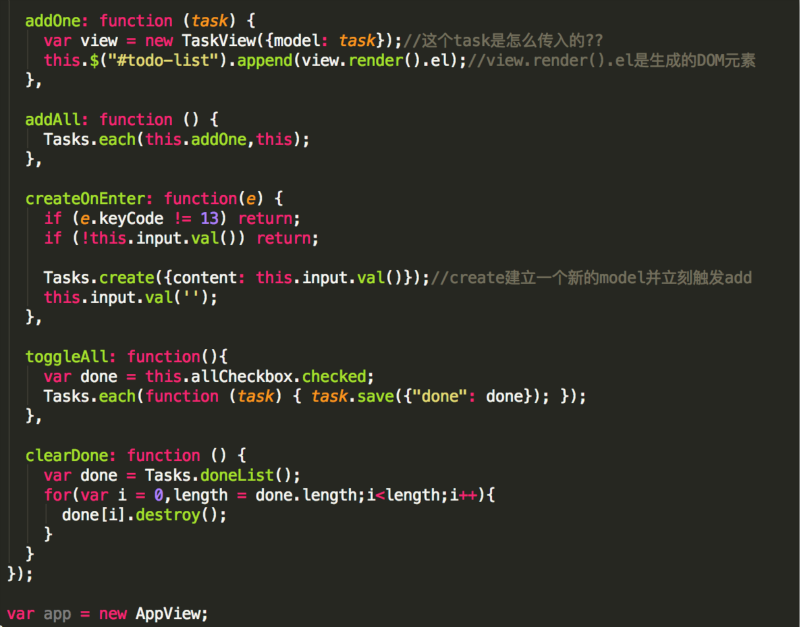 addOne: function (task) {
var view = new TaskView({model: task});//这个task是怎么传入的??
this.$("#todo-list").append(view.render().el);//view.render().el是生成的DOM元素
},
addAll: function () {
Tasks.each(this.addOne,this);
},
createOnEnter: function(e) {
if (e.keyCode != 13) return;
if (!this.input.val()) return;
Tasks.create({content: this.input.val()});//create建立一个新的model并立刻触发add
this.input.val('');
},
toggleAll: function(){
var done = this.allCheckbox.checked;
Tasks.each(function (task) { task.save({"done": done}); });
},
clearDone: function () {
var done = Tasks.doneList();
for(var i = 0,length = done.length;i<length;i++){
done[i].destroy();
}
}
});
var app = new AppView;